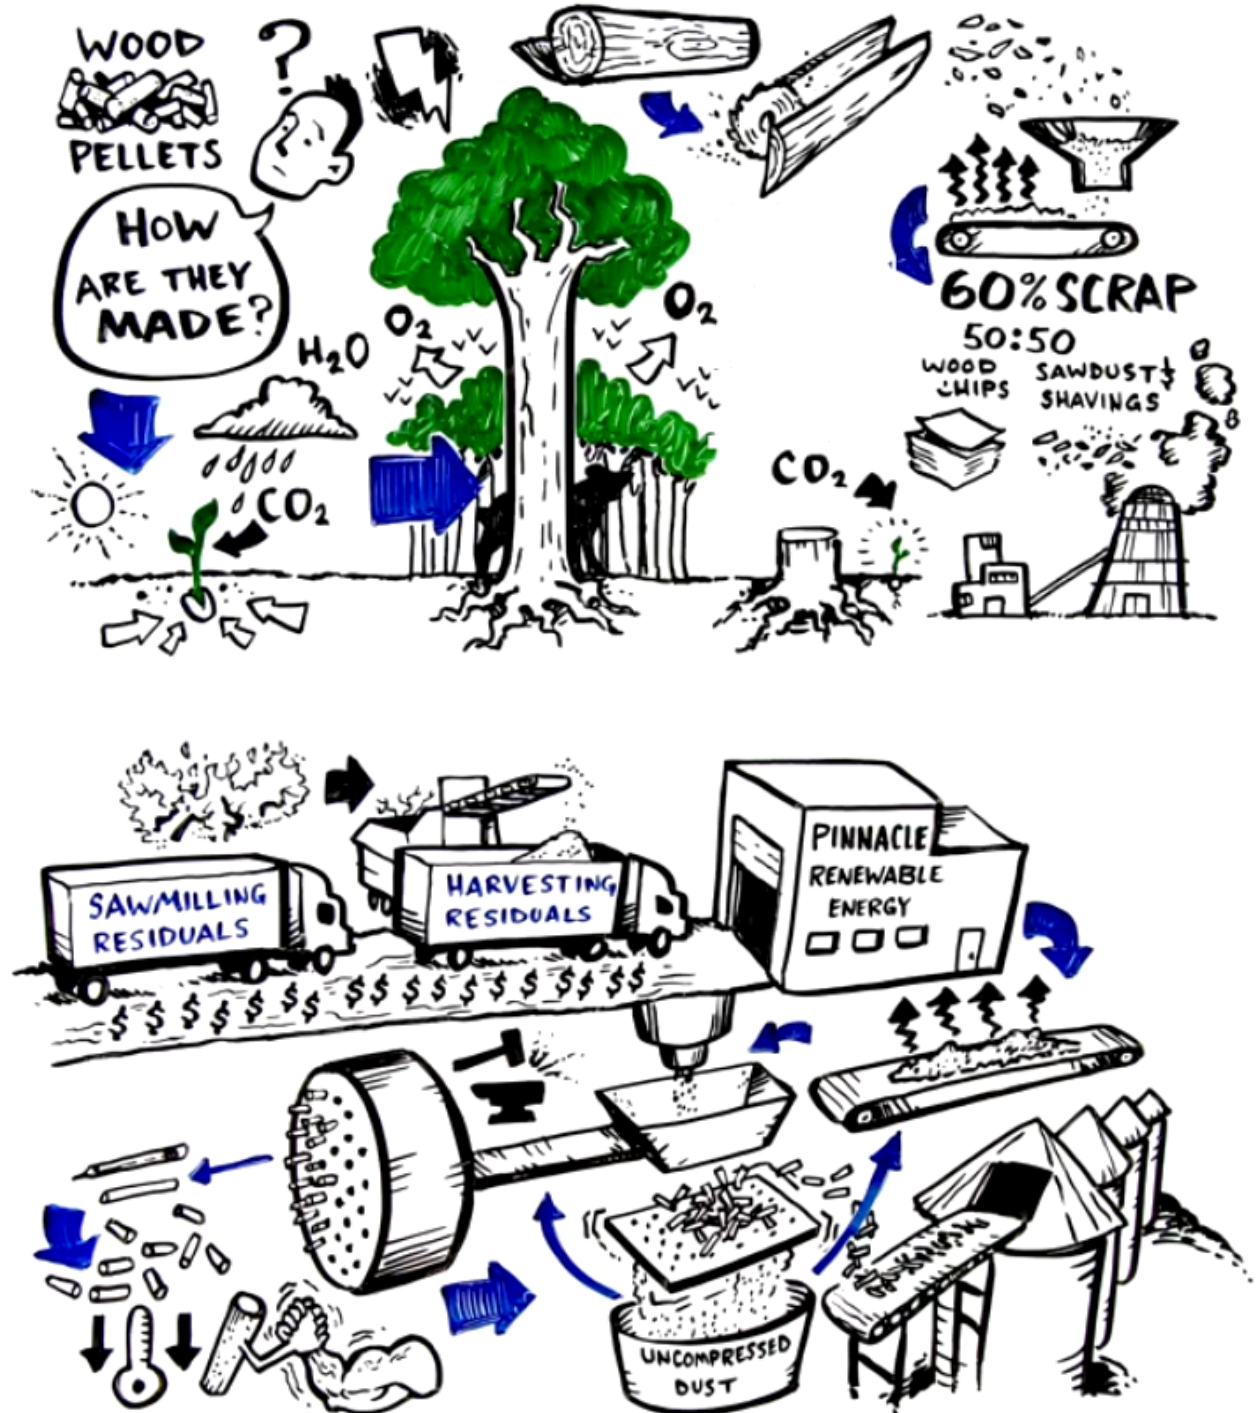 WOOD
PELLETS
?
HOW
ARE THEY
MADE?
H₂O
CO₂
O₂
O₂
CO₂
60% SCRAP
50:50
WOOD
CHIPS
SAWDUST &
SHAVINGS
SAWMILLING
RESIDUALS
HARVESTING
RESIDUALS
PINNACLE
RENEWABLE
ENERGY
$ $ $ $ $ $ $ $ $ $ $ $ $ $ $ $
UNCOMPRESSED
DUST